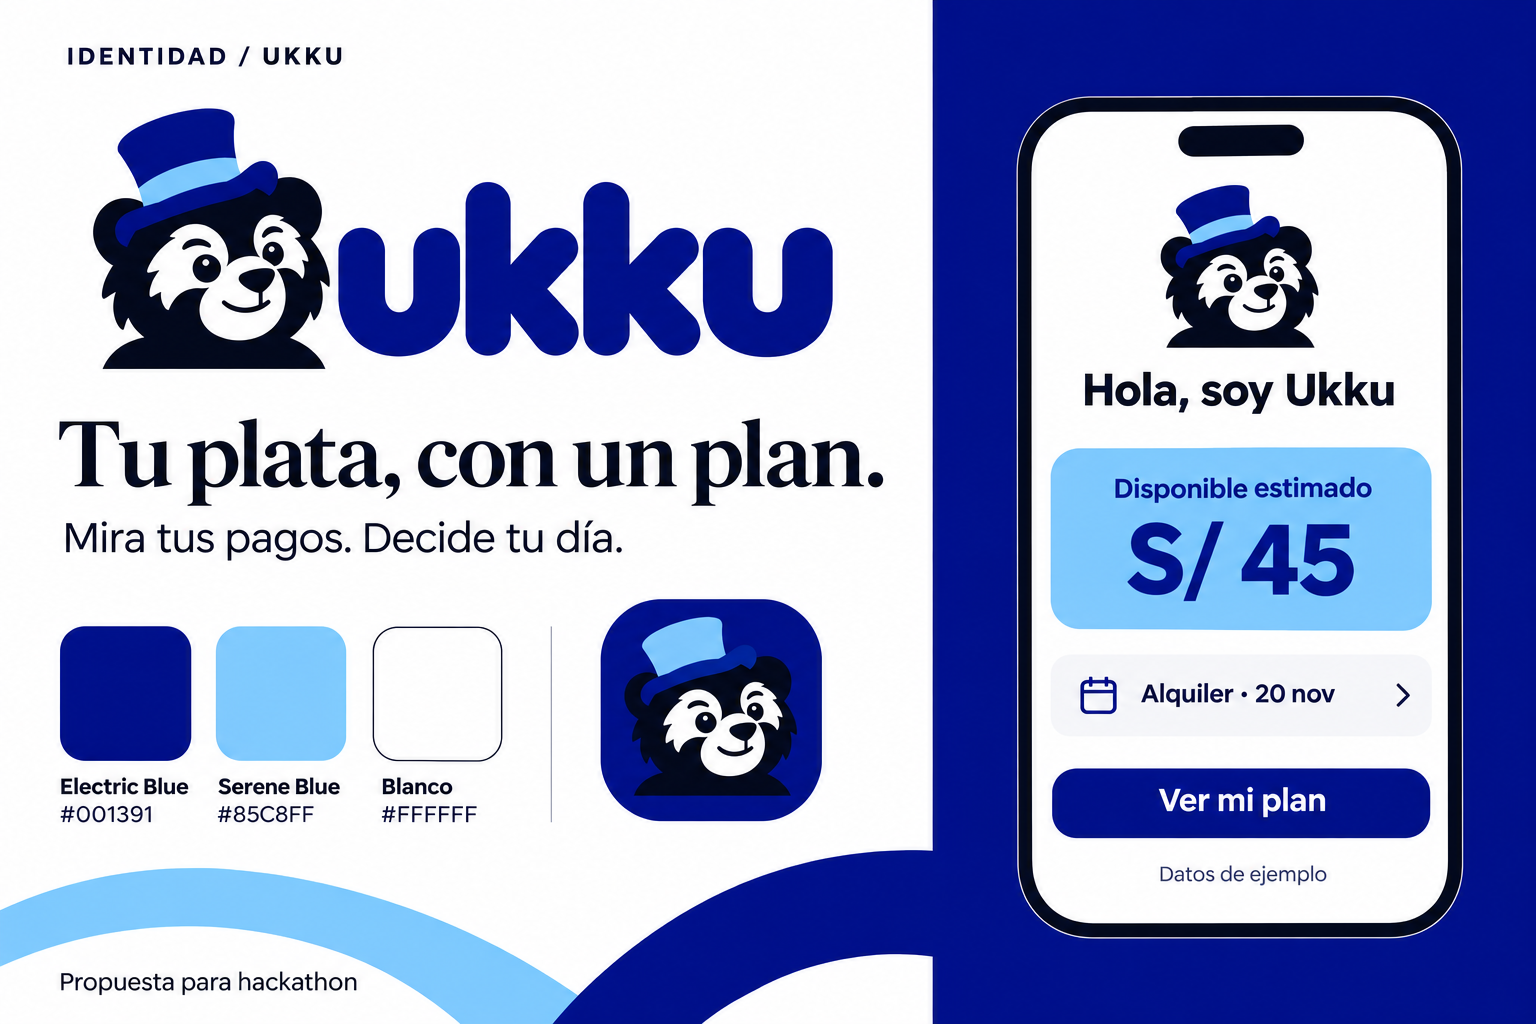 IDENTIDAD / UKKU
ukku
Tu plata, con un plan.
Mira tus pagos. Decide tu día.
Electric Blue
#001391
Serene Blue
#85C8FF
Blanco
#FFFFFF
Propuesta para hackathon
Hola, soy Ukku
Disponible estimado
S/ 45
Alquiler • 20 nov
Ver mi plan
Datos de ejemplo